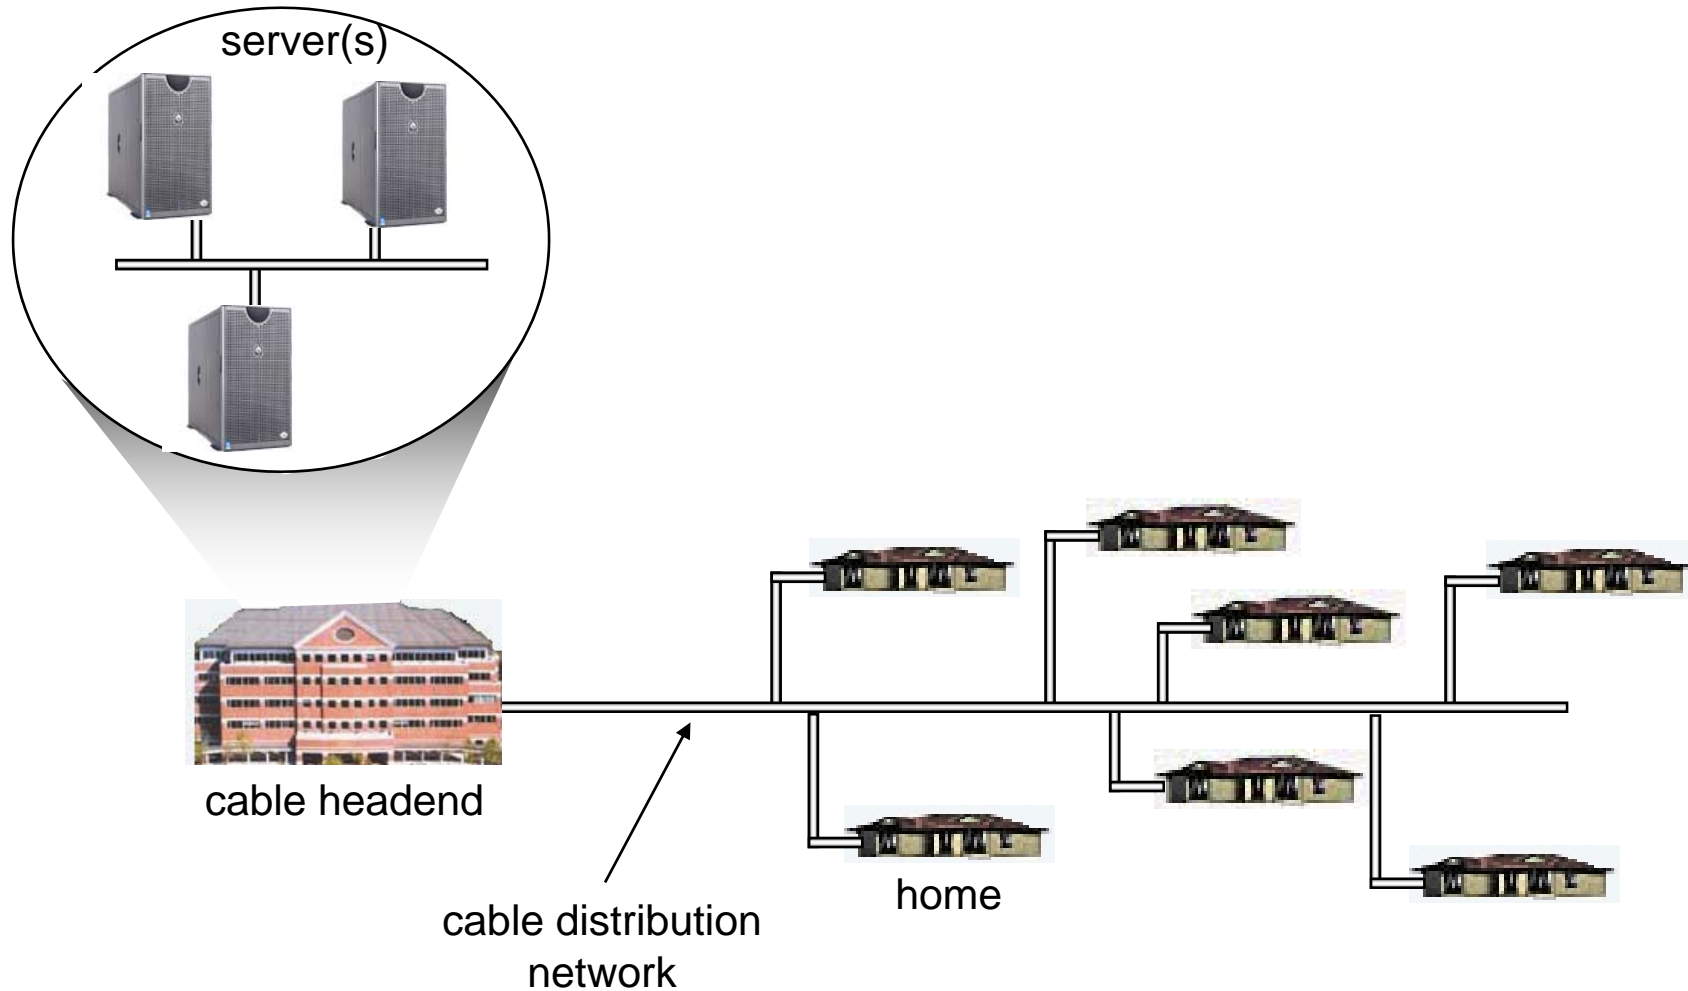 server(s)
cable headend
home
cable distribution
network